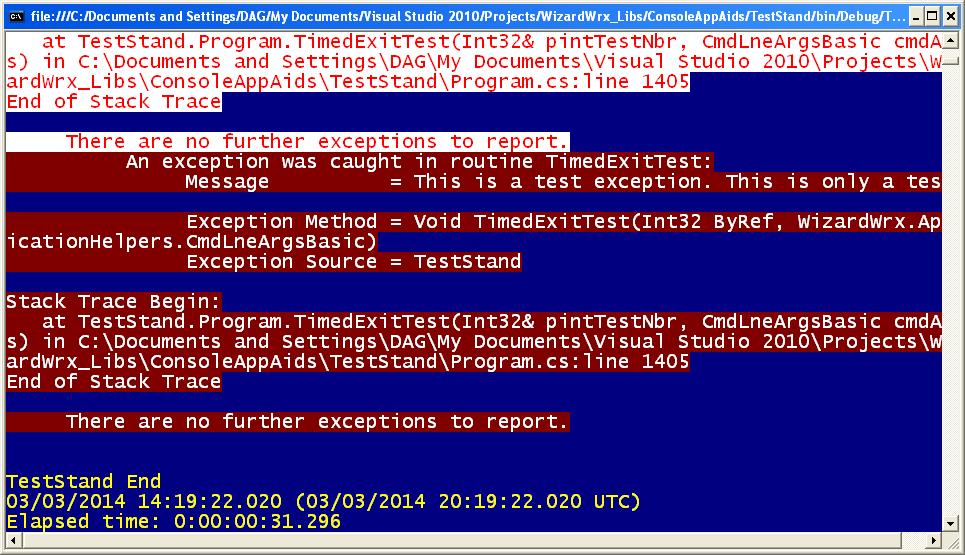 file:///C:/Documents and Settings/DAG/My Documents/Visual Studio 2010/Projects/WizardWrx_Libs/ConsoleAppAids/TestStand/bin/Debug/T...
at TestStand.Program.TimedExitTest(Int32& pintTestNbr, CmdLneArgsBasic cmdA
s) in C:\Documents and Settings\DAG\My Documents\Visual Studio 2010\Projects\W
ardWrx_Libs\ConsoleAppAids\TestStand\Program.cs:line 1405
End of Stack Trace
There are no further exceptions to report.
An exception was caught in routine TimedExitTest:
Message = This is a test exception. This is only a tes
Exception Method = Void TimedExitTest(Int32 ByRef, WizardWrx.Ap
icationHelpers.CmdLneArgsBasic)
Exception Source = TestStand
Stack Trace Begin:
at TestStand.Program.TimedExitTest(Int32& pintTestNbr, CmdLneArgsBasic cmdA
s) in C:\Documents and Settings\DAG\My Documents\Visual Studio 2010\Projects\W
ardWrx_Libs\ConsoleAppAids\TestStand\Program.cs:line 1405
End of Stack Trace
There are no further exceptions to report.
TestStand End
03/03/2014 14:19:22.020 (03/03/2014 20:19:22.020 UTC)
Elapsed time: 0:00:00:31.296